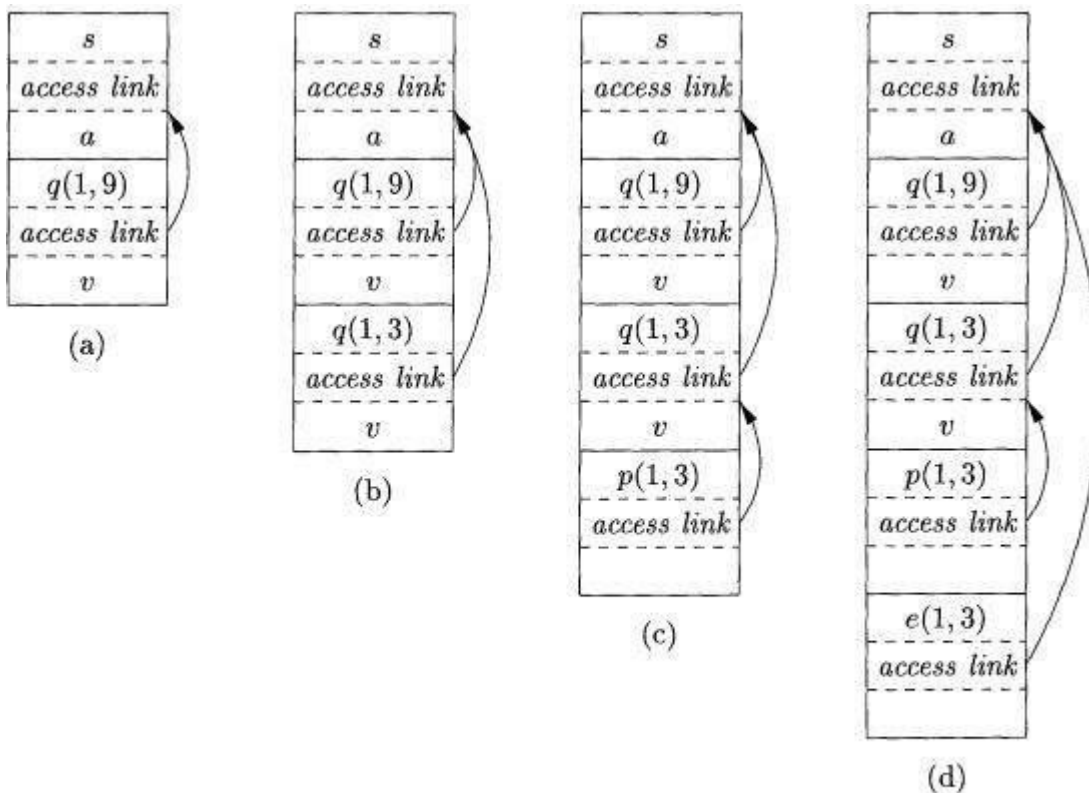 s
access link
a
q(1, 9)
access link
v
(a)
s
access link
a
q(1, 9)
access link
v
q(1, 3)
access link
v
(b)
s
access link
a
q(1, 9)
access link
v
q(1, 3)
access link
v
p(1, 3)
access link
(c)
s
access link
a
q(1, 9)
access link
v
q(1, 3)
access link
v
p(1, 3)
access link
e(1, 3)
access link
(d)